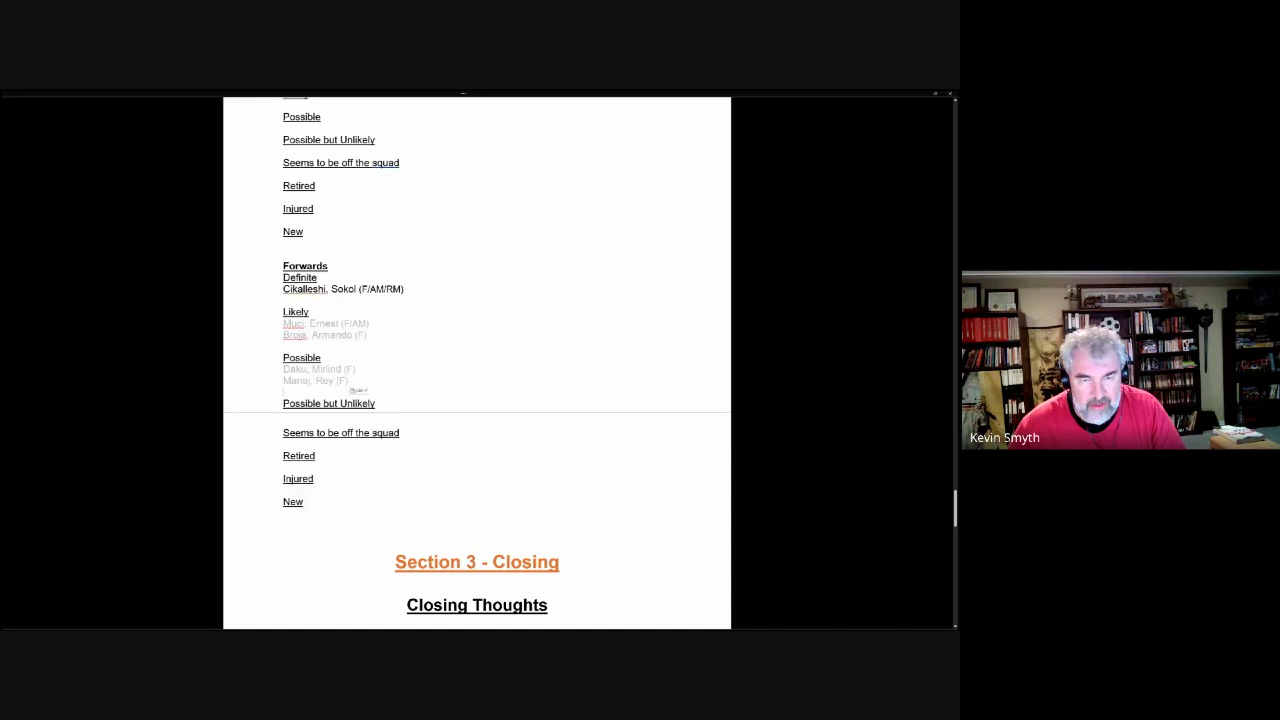 Possible
Possible but Unlikely
Seems to be off the squad
Retired
Injured
New
Forwards
Definite
Cikalleshi, Sokol (F/AM/RM)
Likely
Muci, Ernest (F/AM)
Broja, Armando (F)
Possible
Daku, Mirlind (F)
Manaj, Rey (F)
Possible but Unlikely
Seems to be off the squad
Retired
Injured
New
Section 3 - Closing
Closing Thoughts
Kevin Smyth